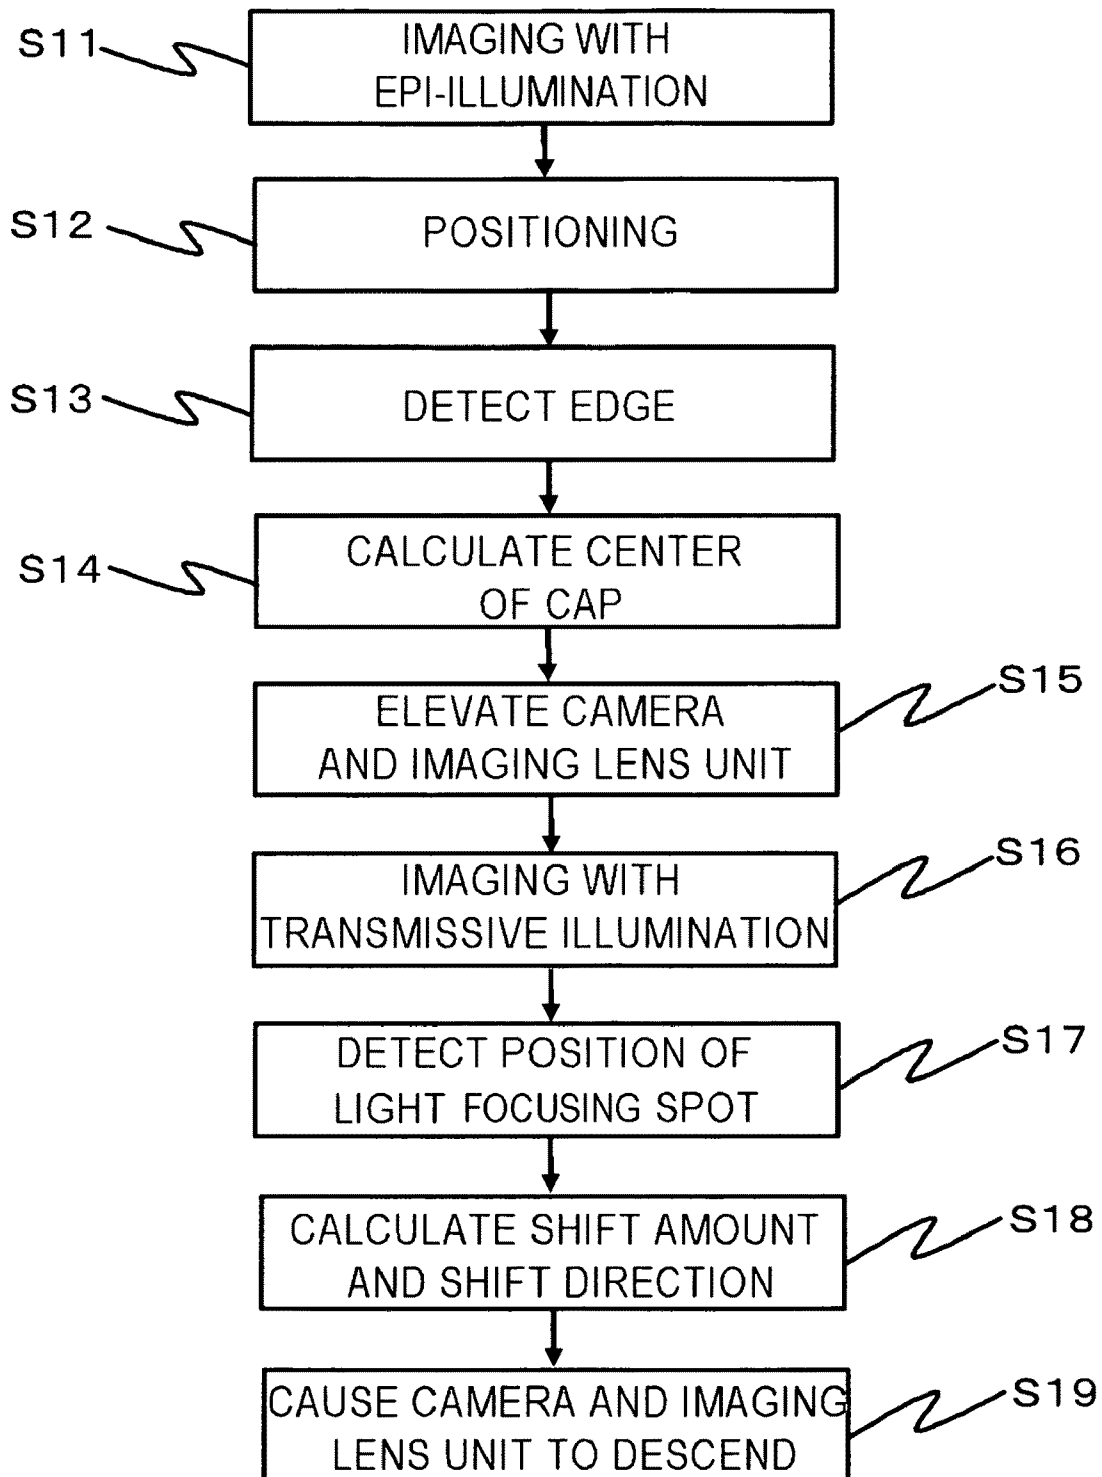 S11
IMAGING WITH
EPI-ILLUMINATION
S12
POSITIONING
S13
DETECT EDGE
S14
CALCULATE CENTER
OF CAP
S15
ELEVATE CAMERA
AND IMAGING LENS UNIT
S16
IMAGING WITH
TRANSMISSIVE ILLUMINATION
S17
DETECT POSITION OF
LIGHT FOCUSING SPOT
S18
CALCULATE SHIFT AMOUNT
AND SHIFT DIRECTION
S19
CAUSE CAMERA AND IMAGING
LENS UNIT TO DESCEND